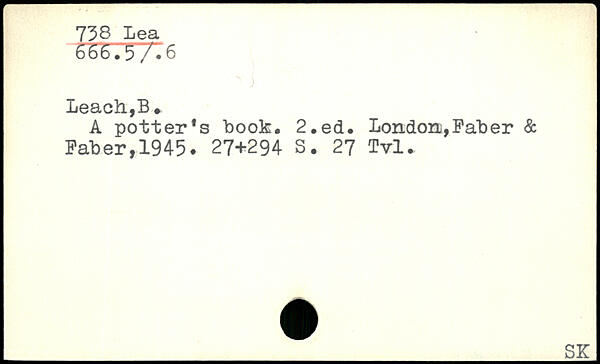 738 Lea
666.5/.6
Leach,B.
A potter's book. 2.ed. London,Faber &
Faber,1945. 27+294 S. 27 Tvl.
SK